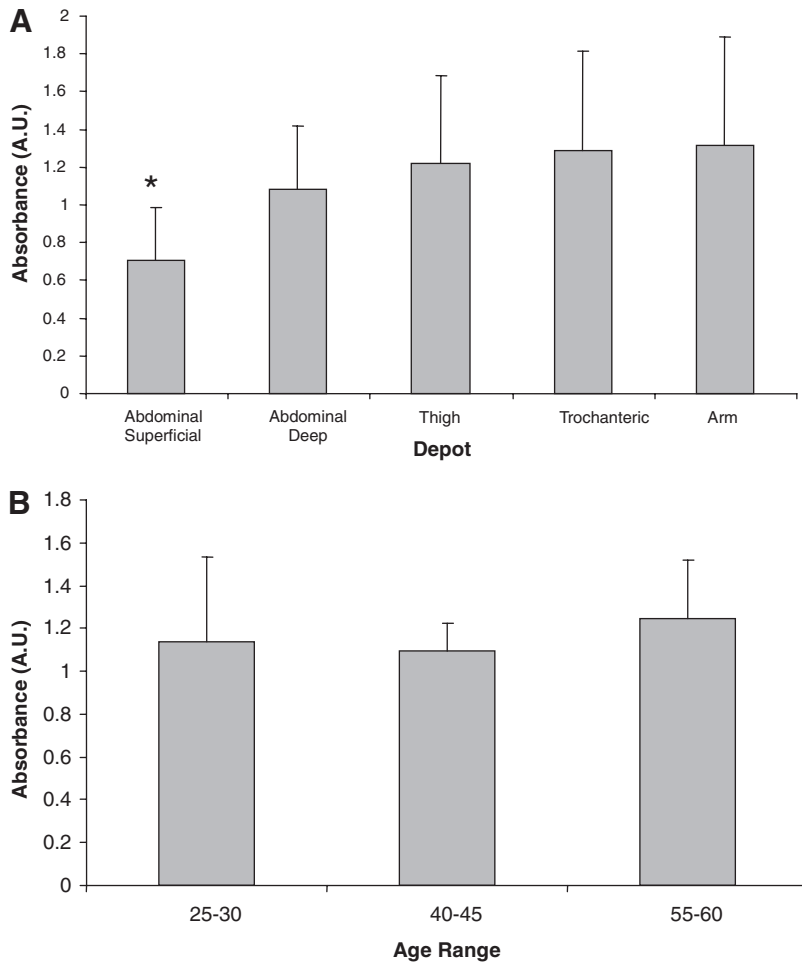 A
2
1.8
1.6
1.4
1.2
1
0.8
0.6
0.4
0.2
0
Absorbance (A.U.)
*
Abdominal Superficial
Abdominal Deep
Thigh
Trochanteric
Arm
Depot
B
1.8
1.6
1.4
1.2
1
0.8
0.6
0.4
0.2
0
Absorbance (A.U.)
25-30
40-45
55-60
Age Range